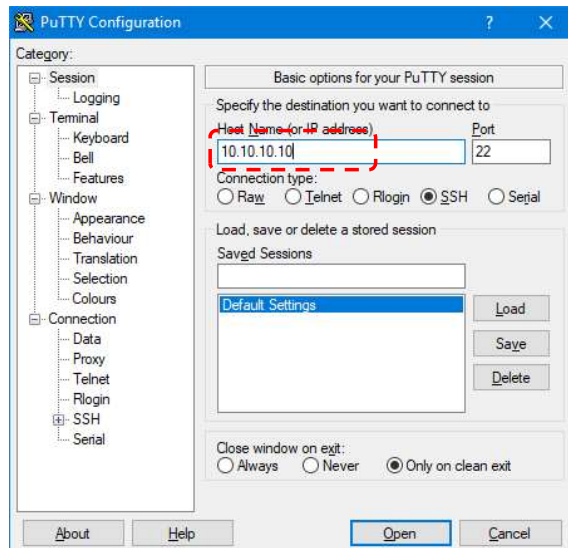 PuTTY Configuration
?
Category:
Session
Logging
Terminal
Keyboard
Bell
Features
Window
Appearance
Behaviour
Translation
Selection
Colours
Connection
Data
Proxy
Telnet
Rlogin
SSH
Serial
Basic options for your PuTTY session
Specify the destination you want to connect to
Host Name (or IP address) Port
10.10.10.10 22
Connection type:
Raw Telnet Rlogin SSH Serial
Load, save or delete a stored session
Saved Sessions
Default Settings
Load
Save
Delete
Close window on exit:
Always Never Only on clean exit
About Help Open Cancel